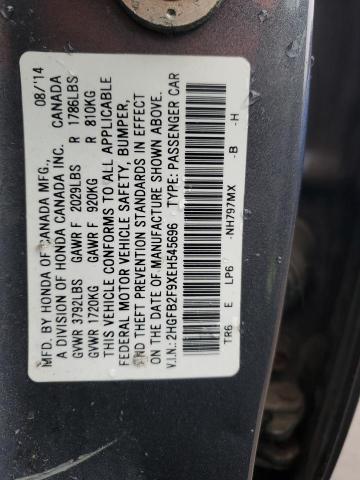 MFD. BY HONDA OF CANADA MFG., 08/14
A DIVISION OF HONDA CANADA INC. CANADA
GVWR 3792LBS GAWR F 2029LBS R 1786LBS
GVWR 1720KG GAWR F 920KG R 810KG
THIS VEHICLE CONFORMS TO ALL APPLICABLE
FEDERAL MOTOR VEHICLE SAFETY, BUMPER,
AND THEFT PREVENTION STANDARDS IN EFFECT
ON THE DATE OF MANUFACTURE SHOWN ABOVE.
V.I.N.: 2HGFB2F9XEH545696 TYPE: PASSENGER CAR
TR6 E LP6 -NH797MX -B -H